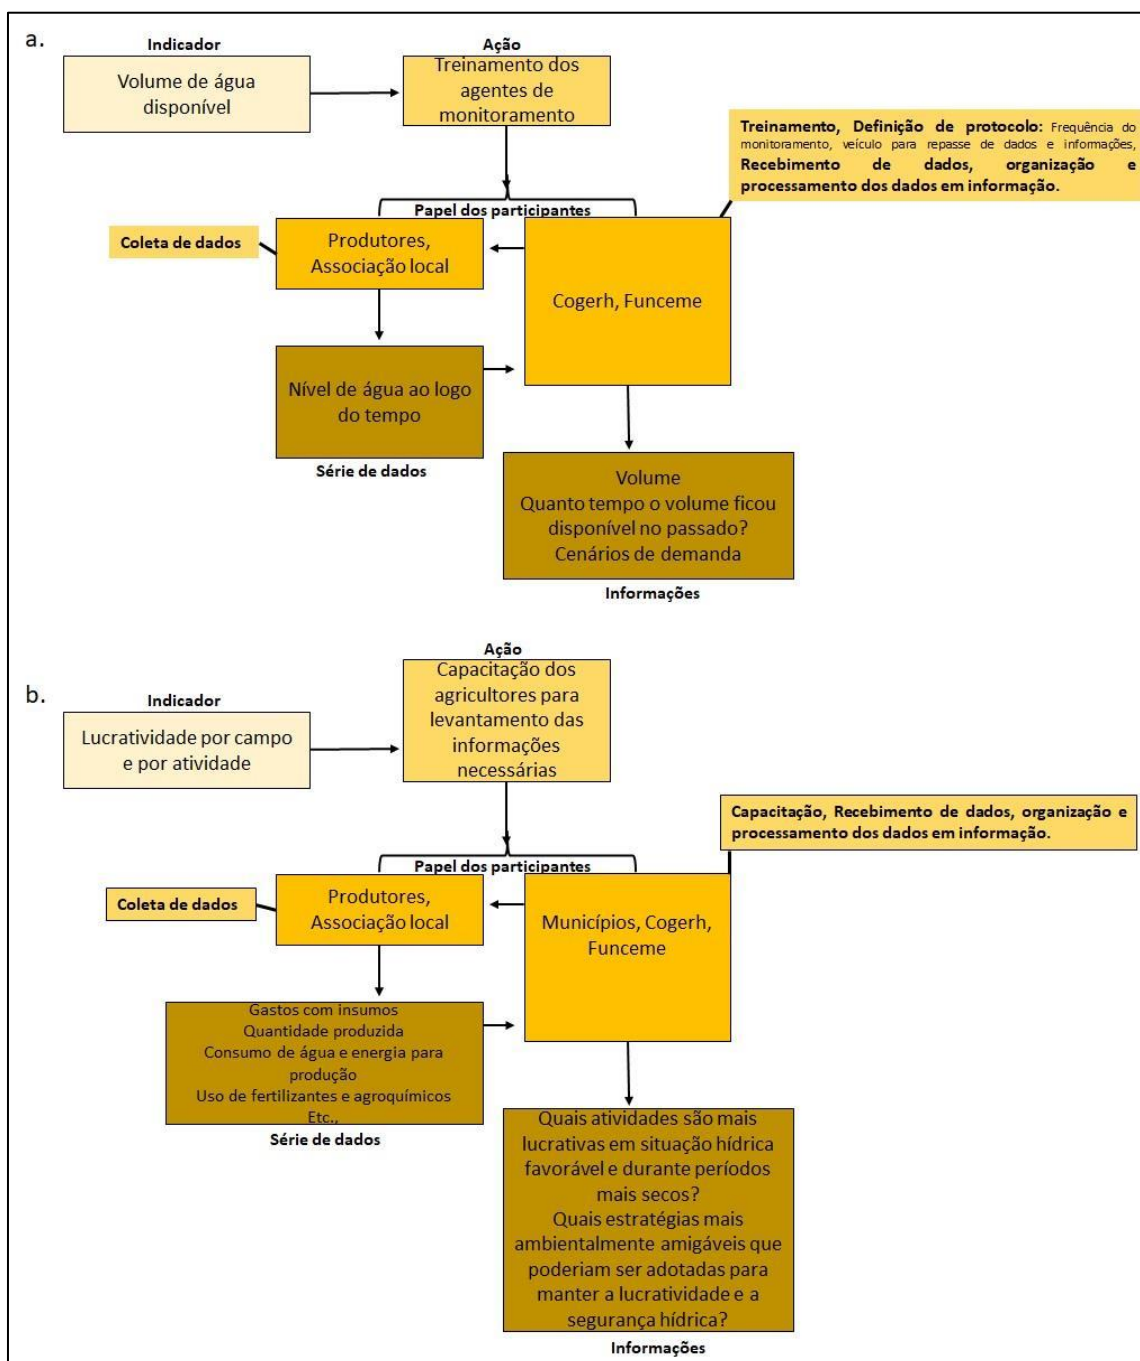 a.
Indicador
Volume de água
disponível
Ação
Treinamento dos
agentes de
monitoramento
Treinamento, Definição de protocolo: Frequência do
monitoramento, veículo para repasse de dados e informações,
Recebimento de dados, organização e
processamento dos dados em informação.
Papel dos participantes
Coleta de dados
Produtores,
Associação local
Cogerh, Funceme
Nível de água ao logo
do tempo
Série de dados
Volume
Quanto tempo o volume ficou
disponível no passado?
Cenários de demanda
Informações
b.
Indicador
Lucratividade por campo
e por atividade
Ação
Capacitação dos
agricultores para
levantamento das
informações
necessárias
Capacitação, Recebimento de dados, organização e
processamento dos dados em informação.
Papel dos participantes
Coleta de dados
Produtores,
Associação local
Municípios, Cogerh,
Funceme
Gastos com insumos
Quantidade produzida
Consumo de água e energia para
produção
Uso de fertilizantes e agroquímicos
Etc.,
Série de dados
Quais atividades são mais
lucrativas em situação hídrica
favorável e durante períodos
mais secos?
Quais estratégias mais
ambientalmente amigáveis que
poderiam ser adotadas para
manter a lucratividade e a
segurança hídrica?
Informações